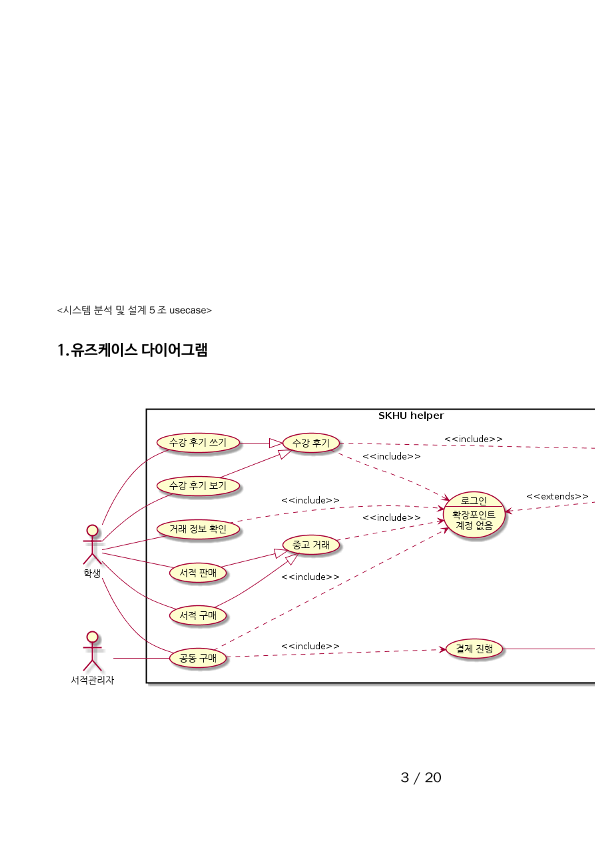 <시스템 분석 및 설계 5 조 usecase>
1.유즈케이스 다이어그램
SKHU helper
수강 후기 쓰기
수강 후기
<<include>>
<<include>>
수강 후기 보기
로그인
<<include>>
<<extends>>
확장포인트
계정 없음
거래 정보 확인
<<include>>
중고 거래
학생
서적 판매
<<include>>
서적 구매
<<include>>
결제 진행
공동 구매
서적관리자
3 / 20